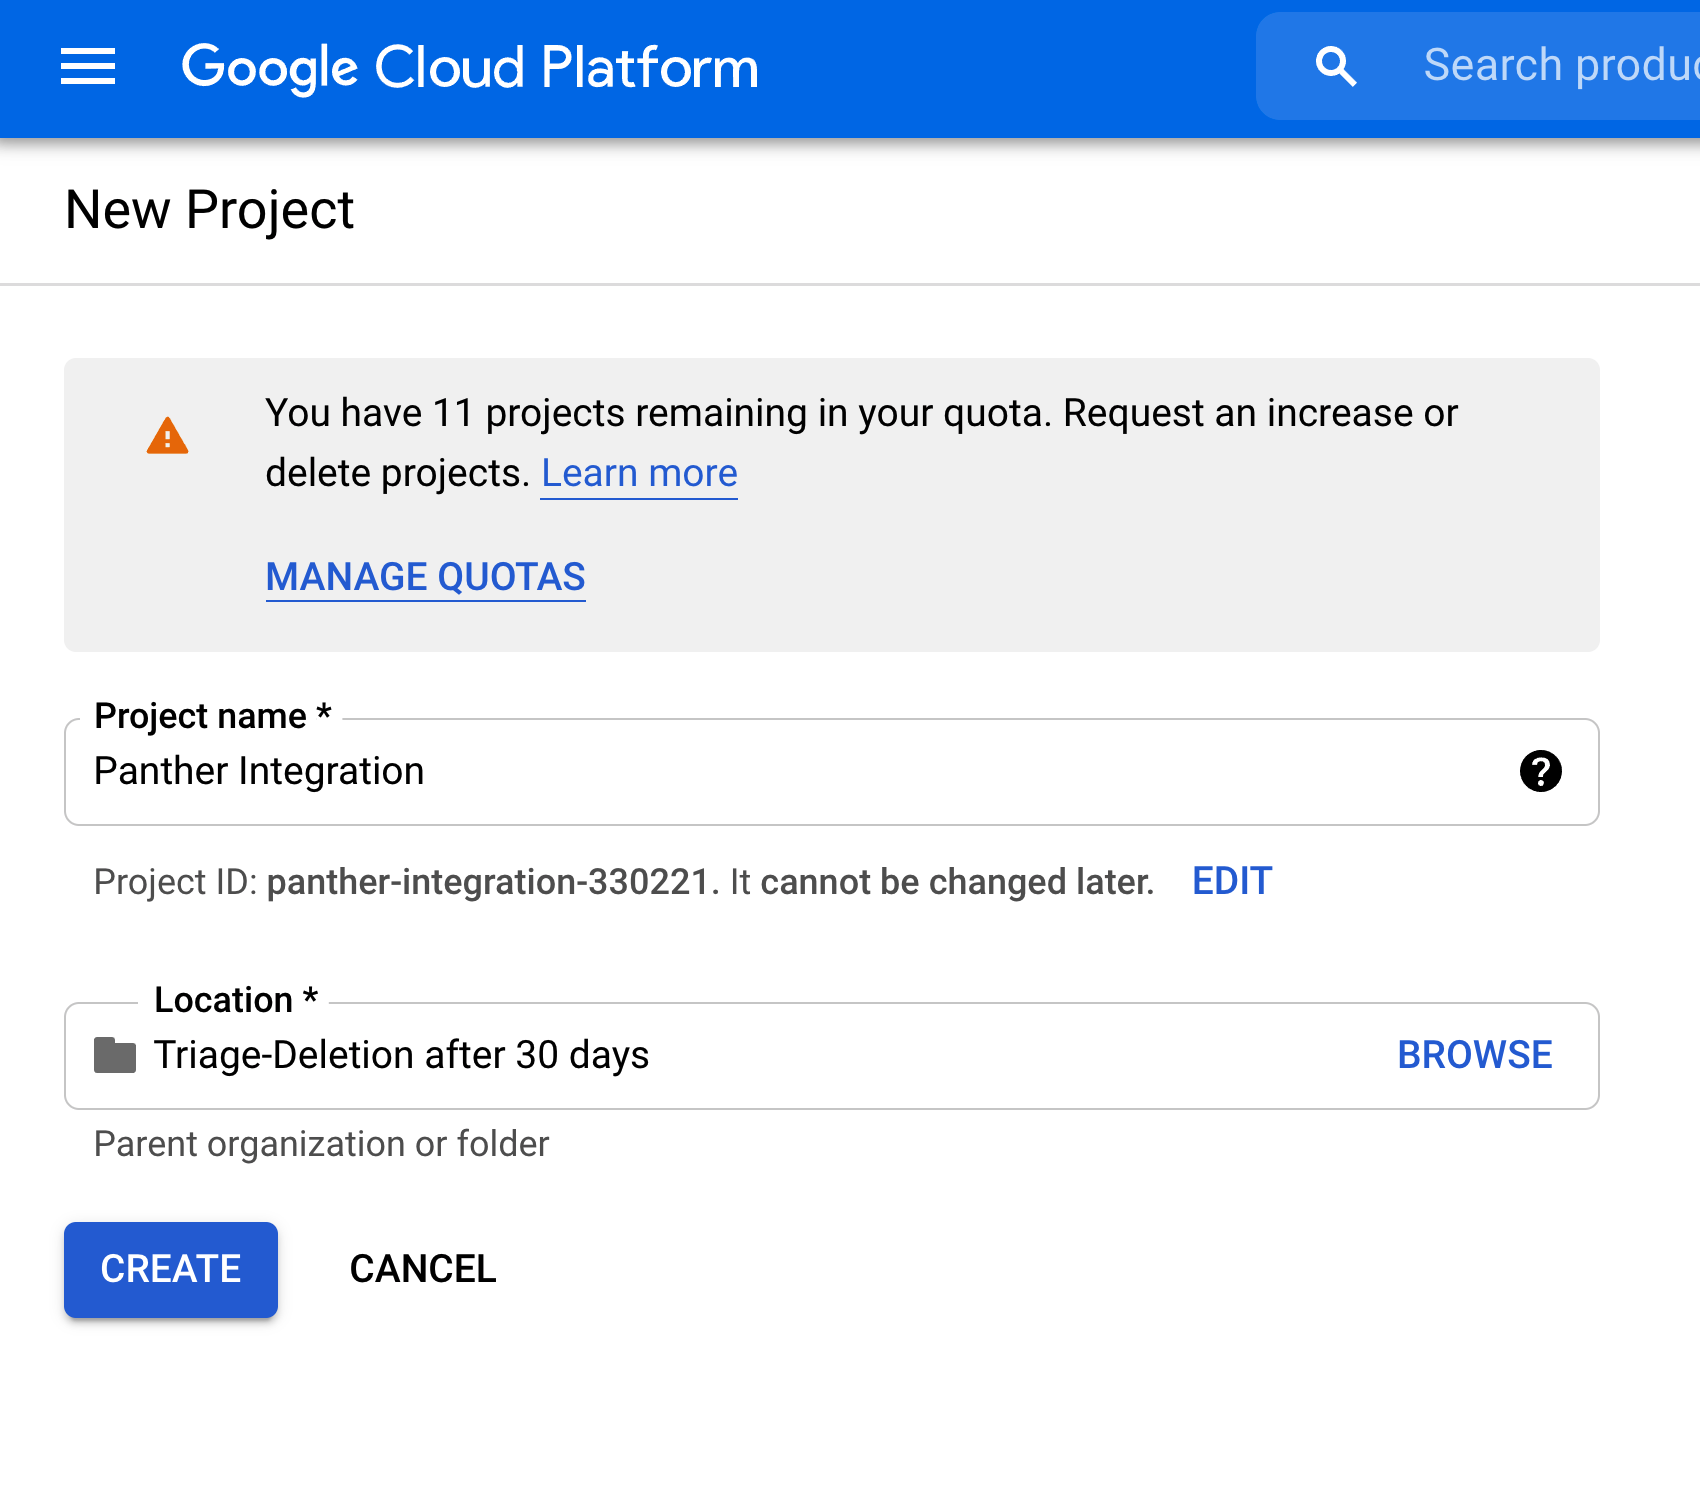 Google Cloud Platform
Search produc
New Project
You have 11 projects remaining in your quota. Request an increase or
delete projects. Learn more
MANAGE QUOTAS
Project name *
Panther Integration
Project ID: panther-integration-330221. It cannot be changed later. EDIT
Location *
Triage-Deletion after 30 days BROWSE
Parent organization or folder
CREATE CANCEL